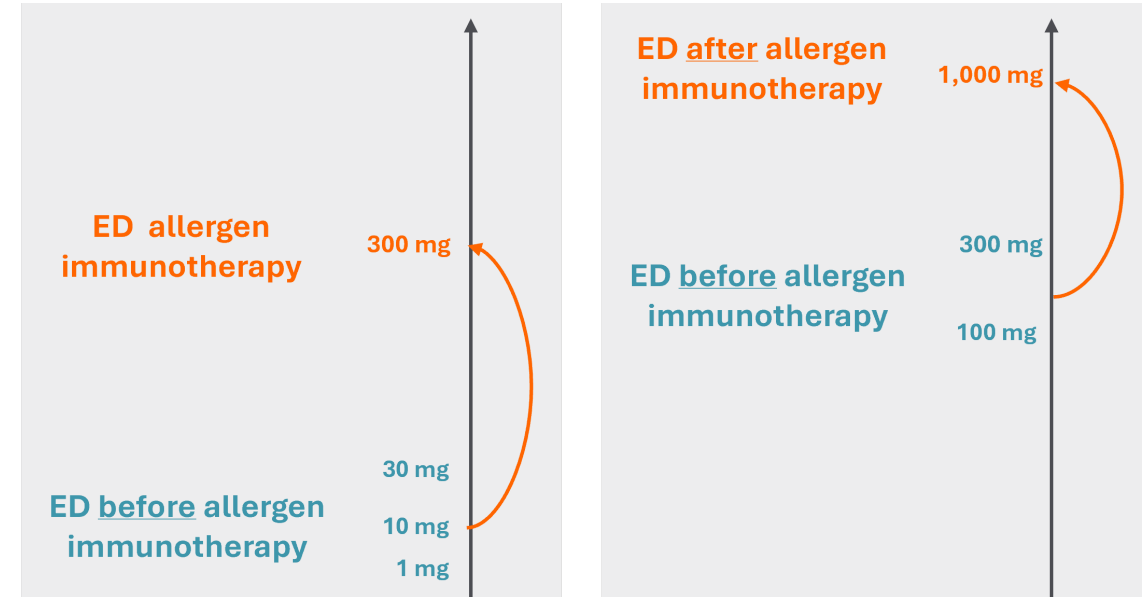 ED allergen
immunotherapy
300 mg
30 mg
ED before allergen
immunotherapy
10 mg
1 mg
ED after allergen
immunotherapy
1,000 mg
300 mg
ED before allergen
immunotherapy
100 mg